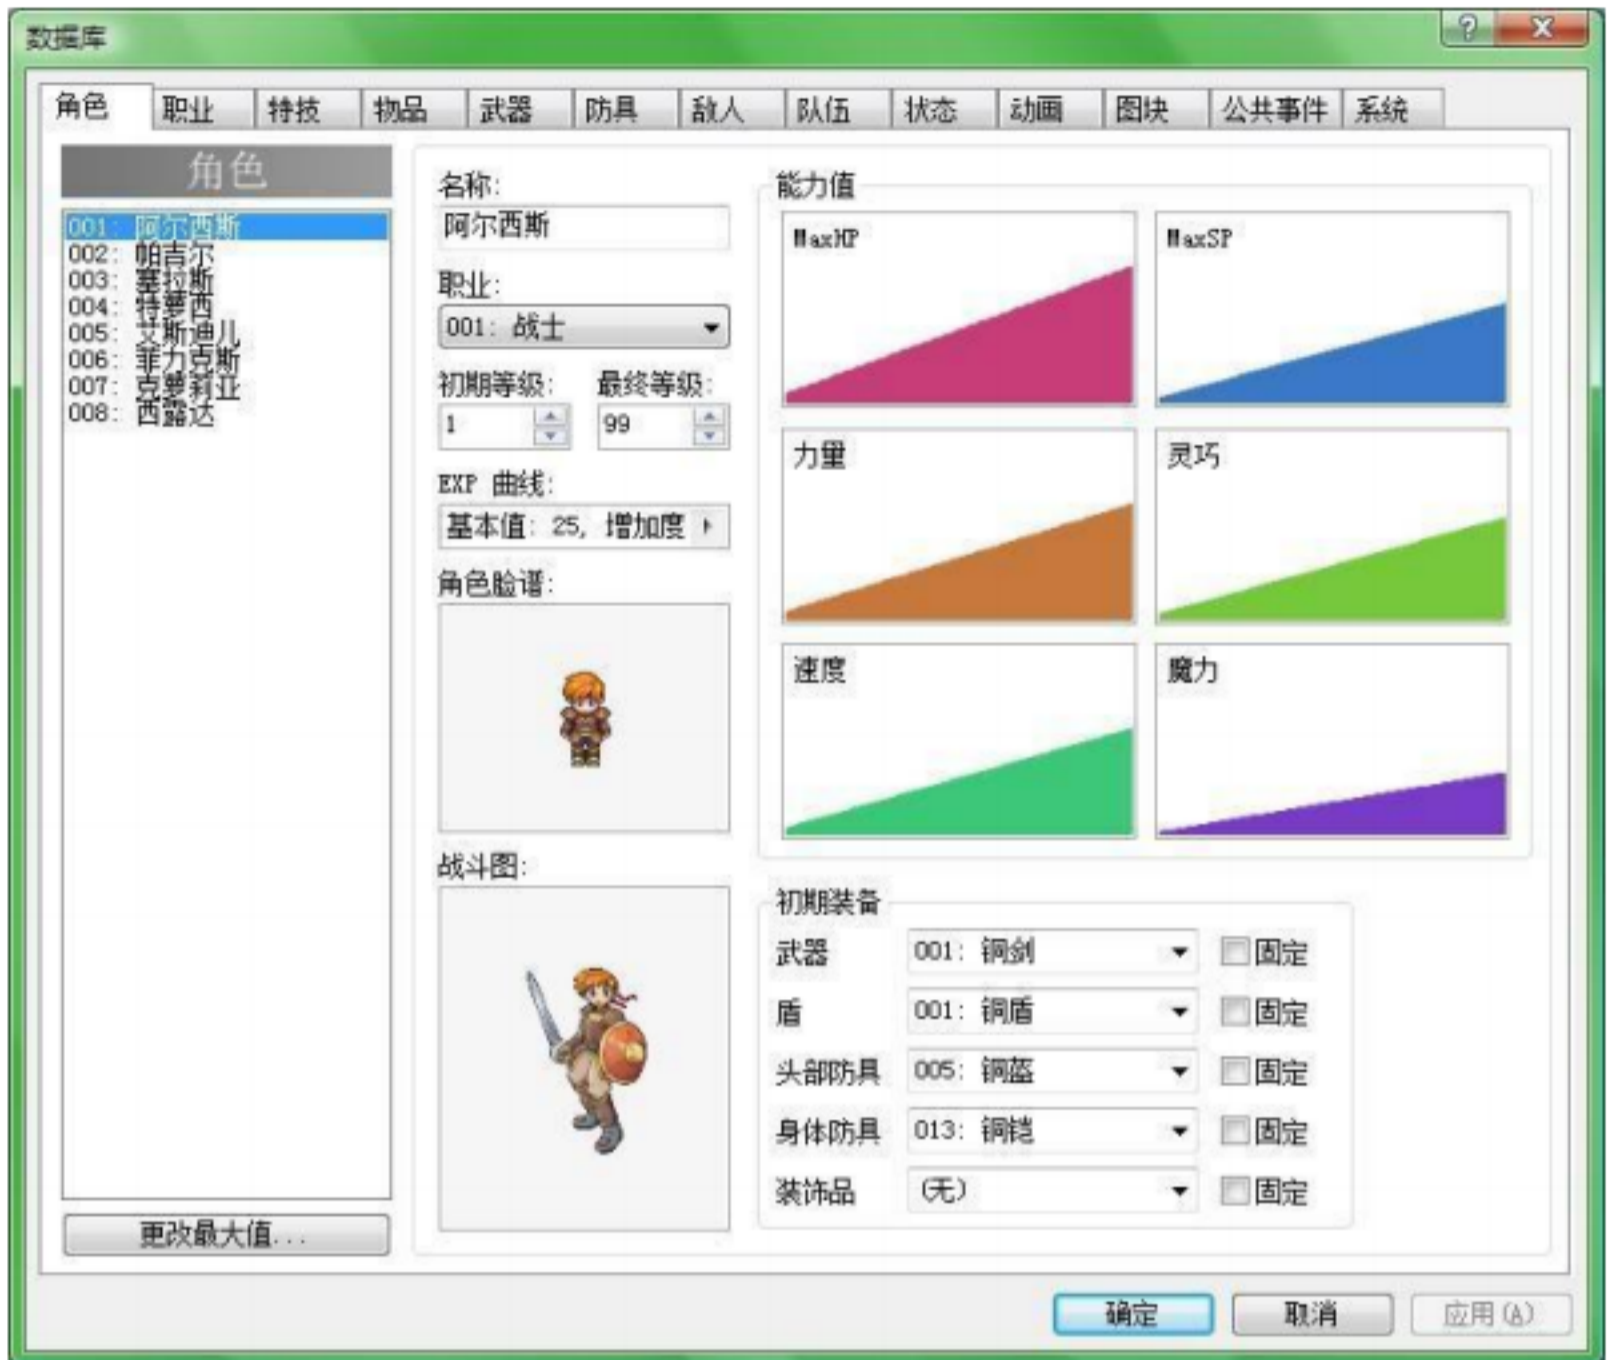 数据库
角色 职业 特技 物品 武器 防具 敌人 队伍 状态 动画 图块 公共事件 系统
角色
001: 阿尔西斯
002: 帕吉尔
003: 塞拉斯
004: 特萝西
005: 艾斯迪儿
006: 菲力克斯
007: 克萝莉亚
008: 西露达
更改最大值...
名称:
阿尔西斯
职业:
001: 战士
初期等级: 最终等级:
1 99
EXP 曲线:
基本值: 25, 增加度
角色脸谱:
战斗图:
能力值
MaxHP MaxSP
力量 灵巧
速度 魔力
初期装备
武器 001: 铜剑 固定
盾 001: 铜盾 固定
头部防具 005: 铜盔 固定
身体防具 013: 铜铠 固定
装饰品 (无) 固定
确定 取消 应用(A)